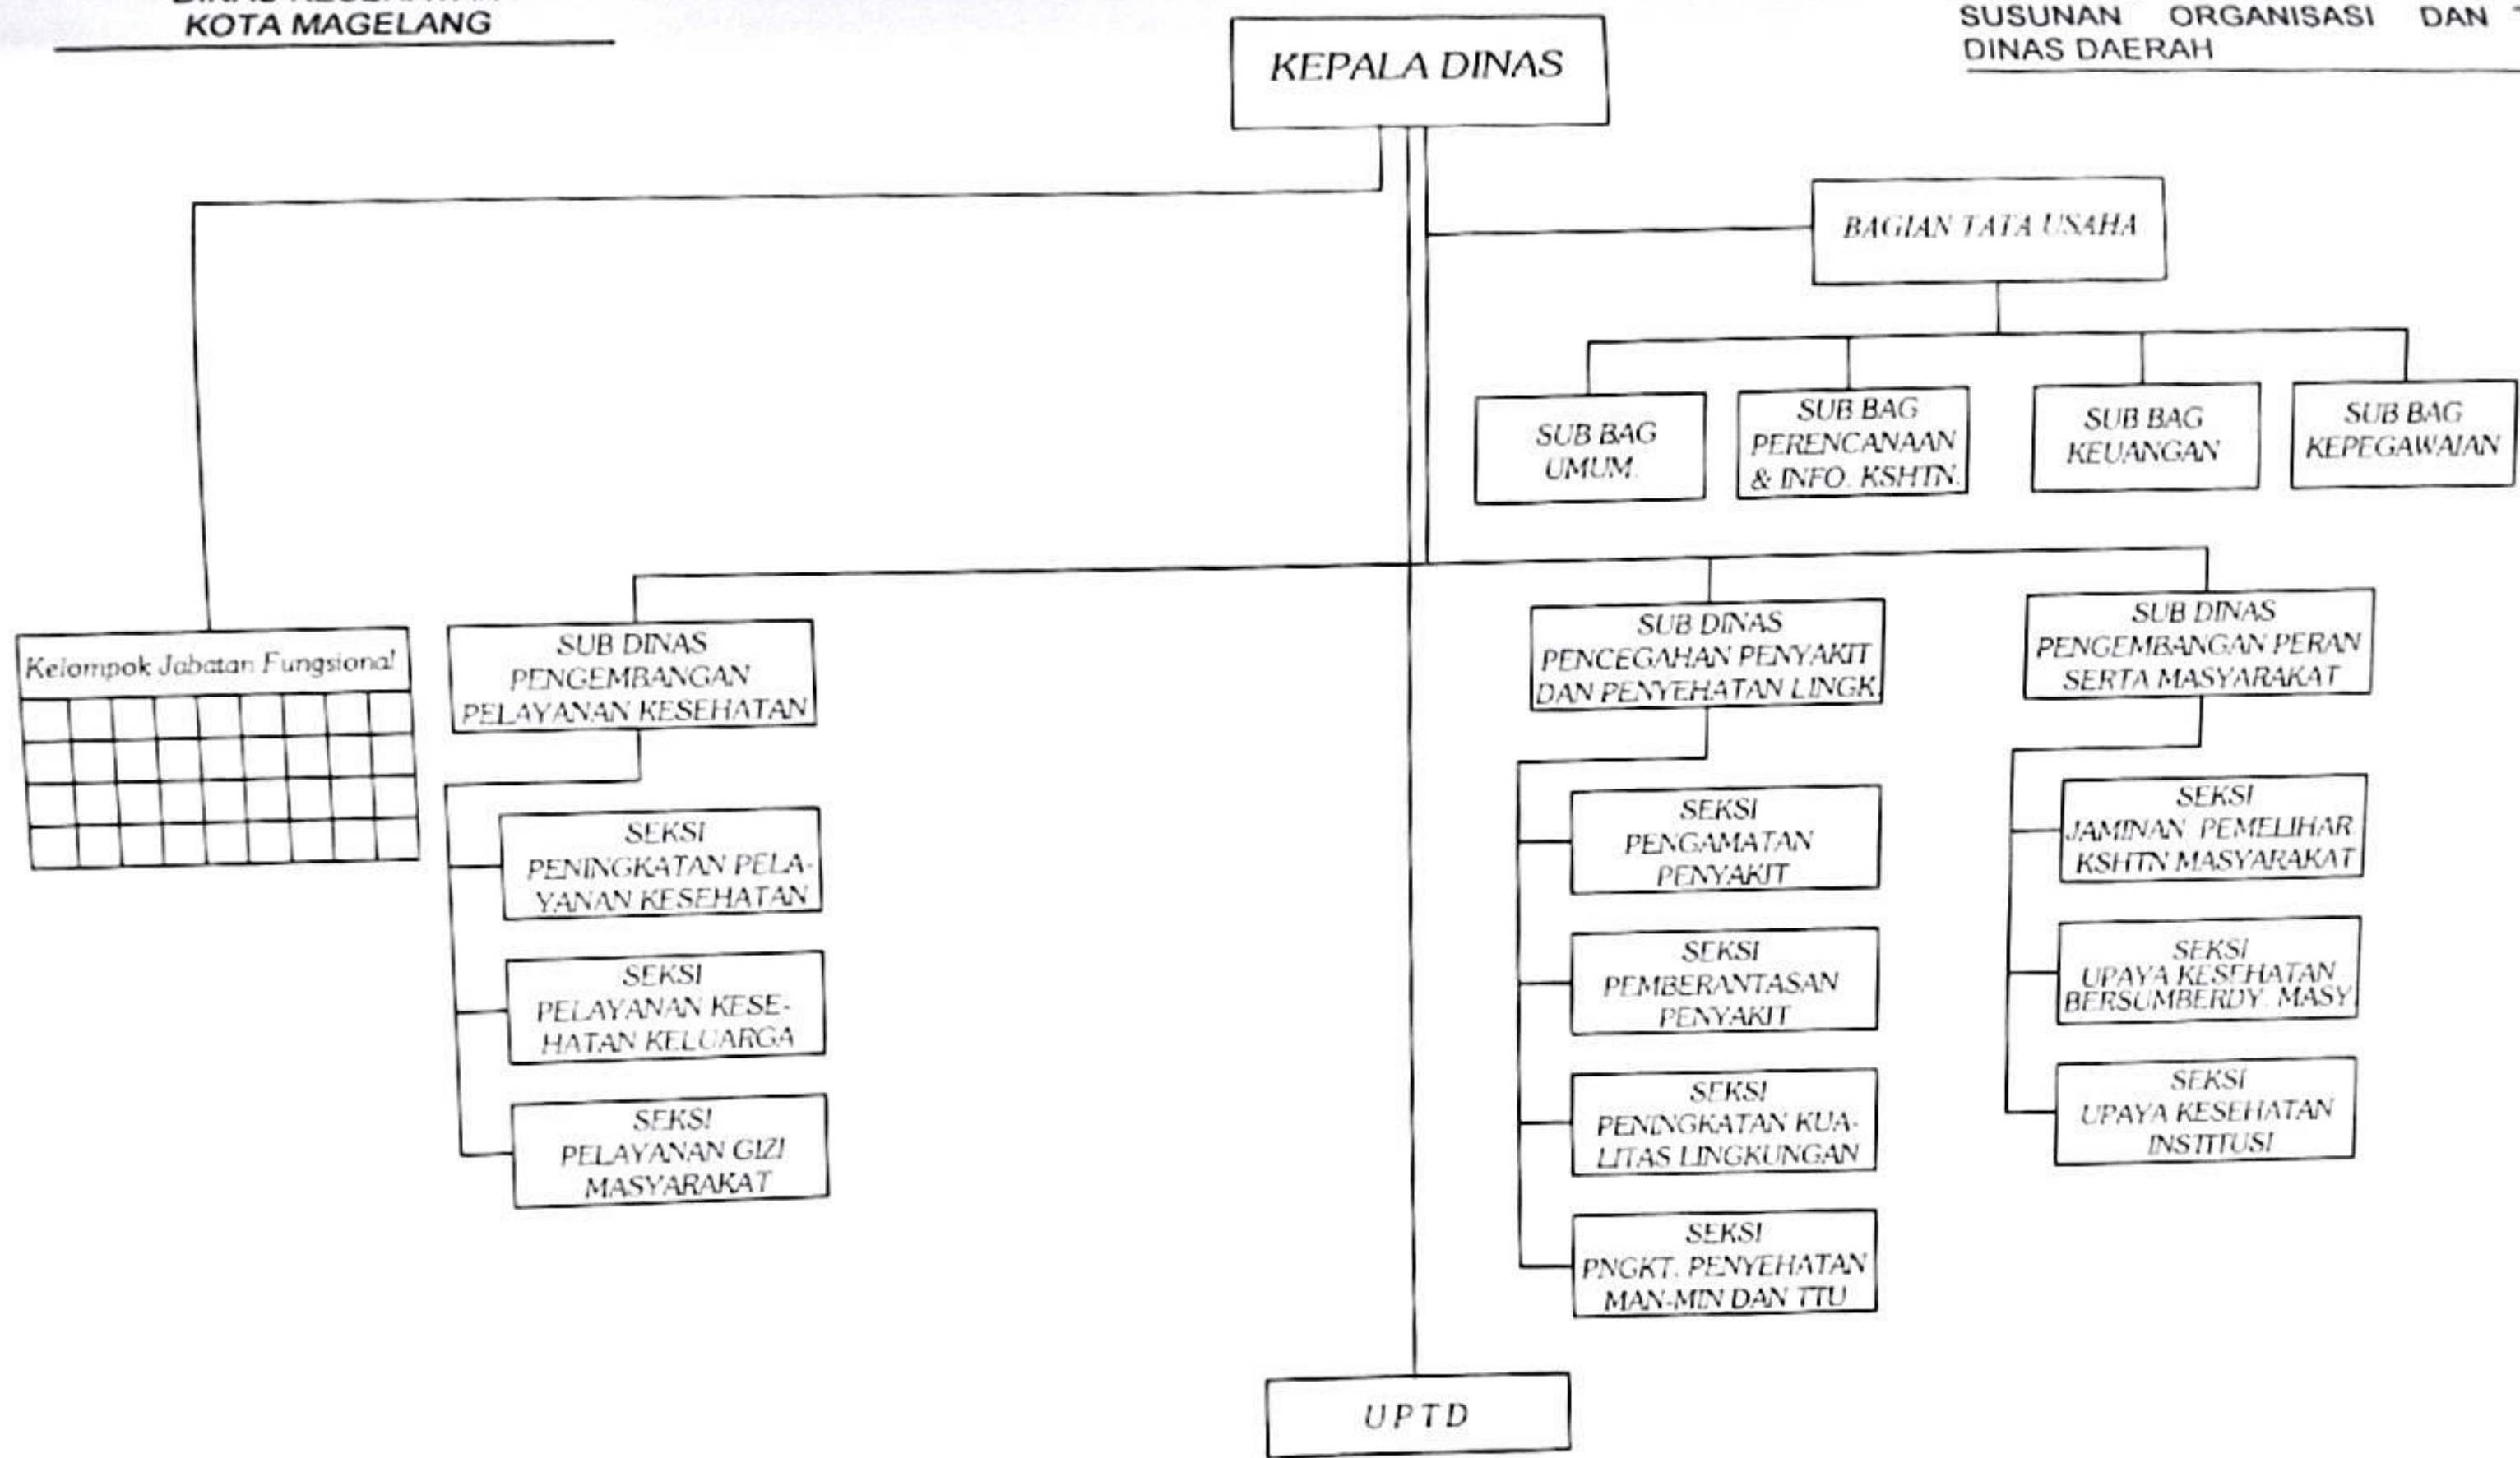 KOTA MAGELANG
SUSUNAN ORGANISASI DAN
DINAS DAERAH
KEPALA DINAS
BAGIAN TATA USAHA
SUB BAG
UMUM.
SUB BAG
PERENCANAAN
& INFO. KSHTN.
SUB BAG
KEUANGAN
SUB BAG
KEPEGAWAIAN
Kelompok Jabatan Fungsional
SUB DINAS
PENGEMBANGAN
PELAYANAN KESEHATAN
SUB DINAS
PENCEGAHAN PENYAKIT
DAN PENYEHATAN LINGK.
SUB DINAS
PENGEMBANGAN PERAN
SERTA MASYARAKAT
SEKSI
PENINGKATAN PELA-
YANAN KESEHATAN
SEKSI
PELAYANAN KESE-
HATAN KELUARGA
SEKSI
PELAYANAN GIZI
MASYARAKAT
SEKSI
PENGAMATAN
PENYAKIT
SEKSI
PEMBERANTASAN
PENYAKIT
SEKSI
PENINGKATAN KUA-
LITAS LINGKUNGAN
SEKSI
PNGKT. PENYEHATAN
MAN-MIN DAN TTU
SEKSI
JAMINAN PEMELIHAR.
KSHTN MASYARAKAT
SEKSI
UPAYA KESEHATAN
BERSUMBERDY. MASY
SEKSI
UPAYA KESEHATAN
INSTITUSI
UPTD